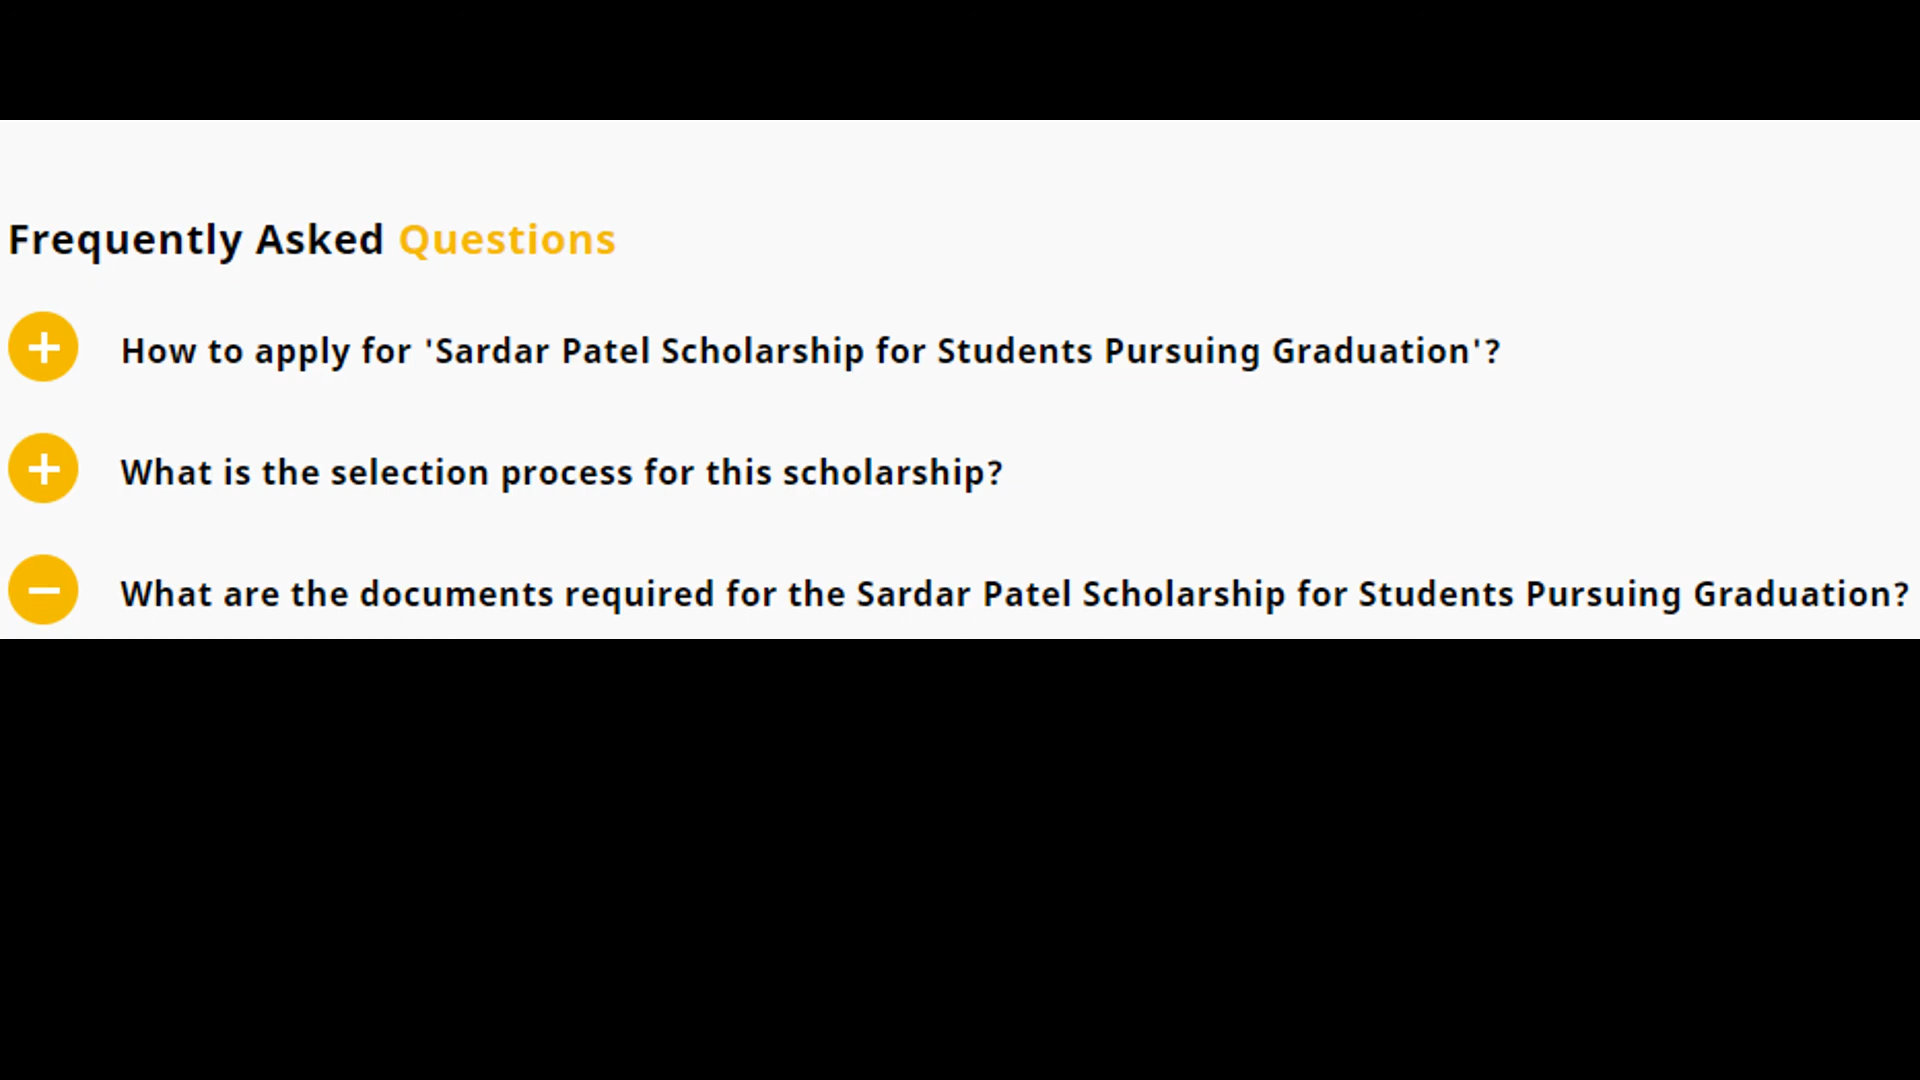 Frequently Asked Questions
How to apply for 'Sardar Patel Scholarship for Students Pursuing Graduation'?
What is the selection process for this scholarship?
What are the documents required for the Sardar Patel Scholarship for Students Pursuing Graduation?